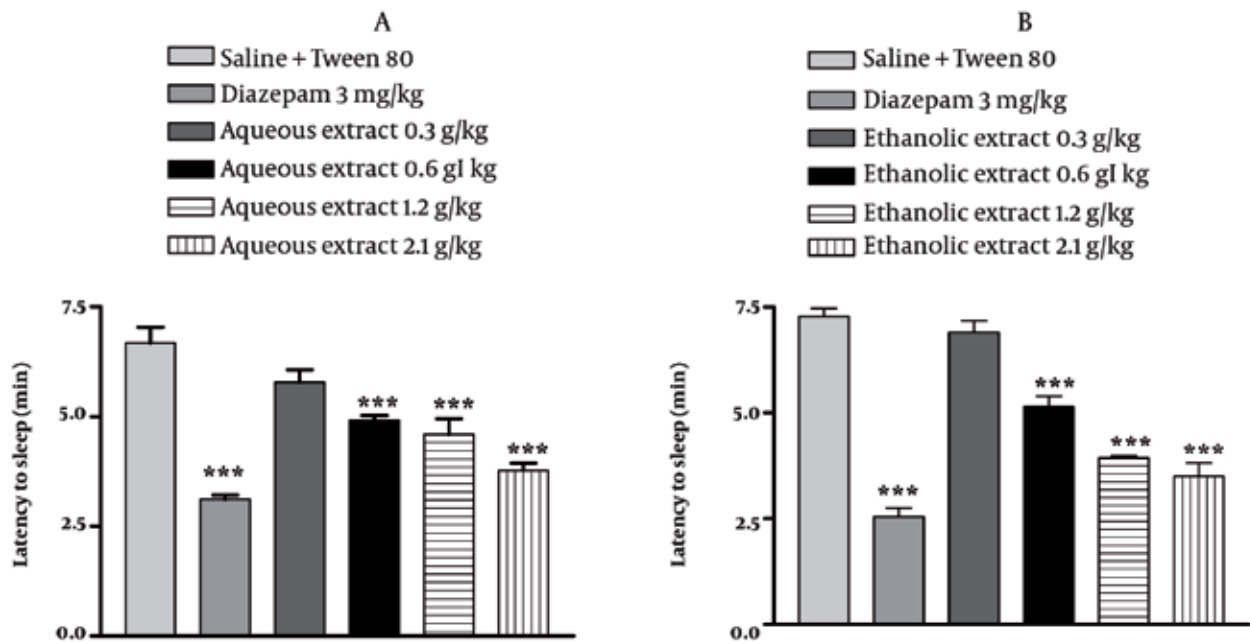 A
Saline + Tween 80
Diazepam 3 mg/kg
Aqueous extract 0.3 g/kg
Aqueous extract 0.6 gI kg
Aqueous extract 1.2 g/kg
Aqueous extract 2.1 g/kg
Latency to sleep (min)
7.5
5.0
2.5
0.0
***
***
***
***
B
Saline + Tween 80
Diazepam 3 mg/kg
Ethanolic extract 0.3 g/kg
Ethanolic extract 0.6 gI kg
Ethanolic extract 1.2 g/kg
Ethanolic extract 2.1 g/kg
Latency to sleep (min)
7.5
5.0
2.5
0.0
***
***
***
***